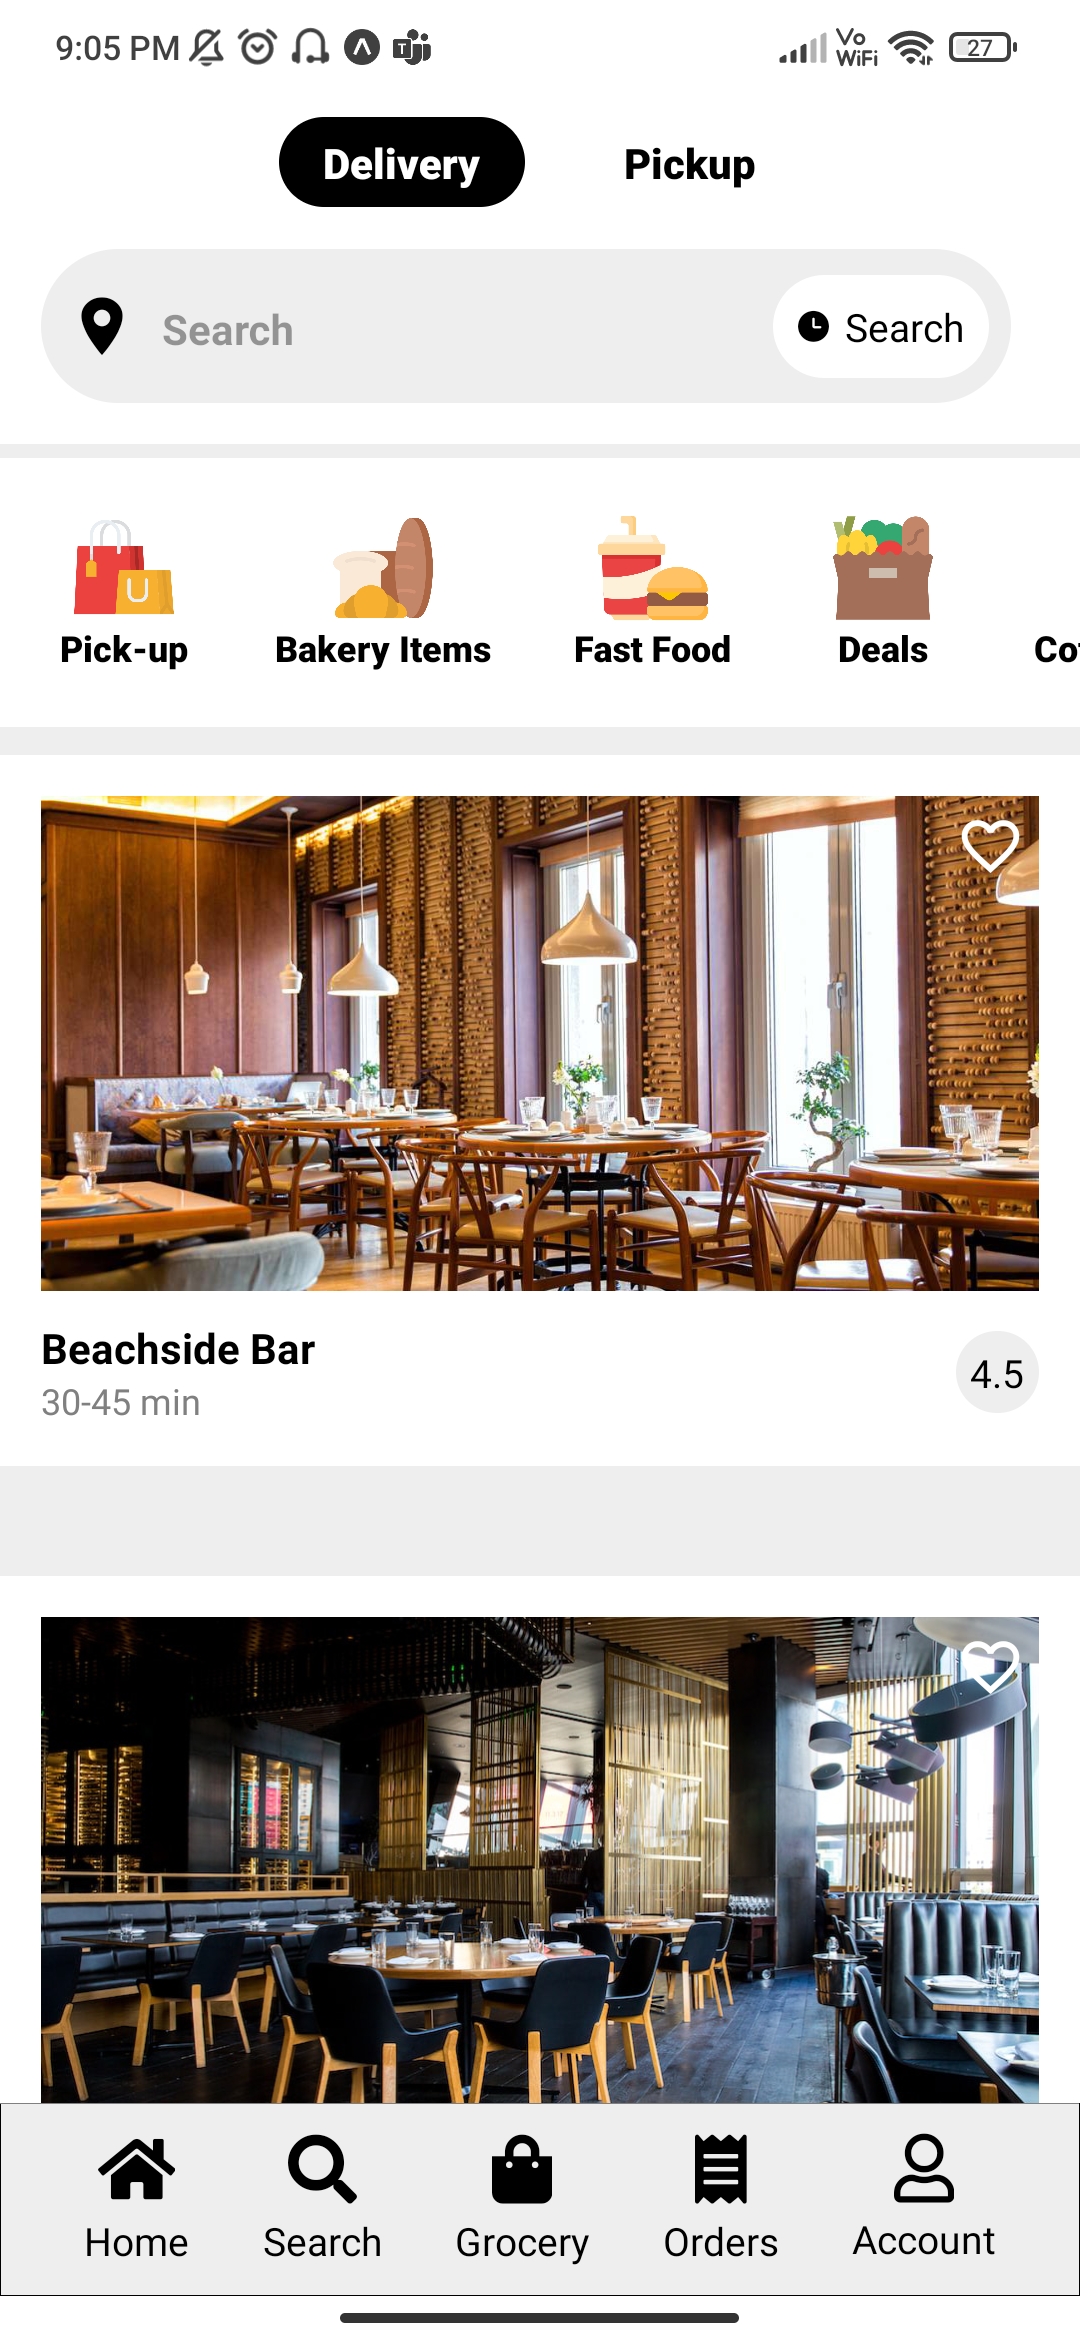 9:05 PM
Vo
WiFi
27
Delivery
Pickup
Search
Search
Pick-up
Bakery Items
Fast Food
Deals
Beachside Bar
30-45 min
4.5
Home
Search
Grocery
Orders
Account